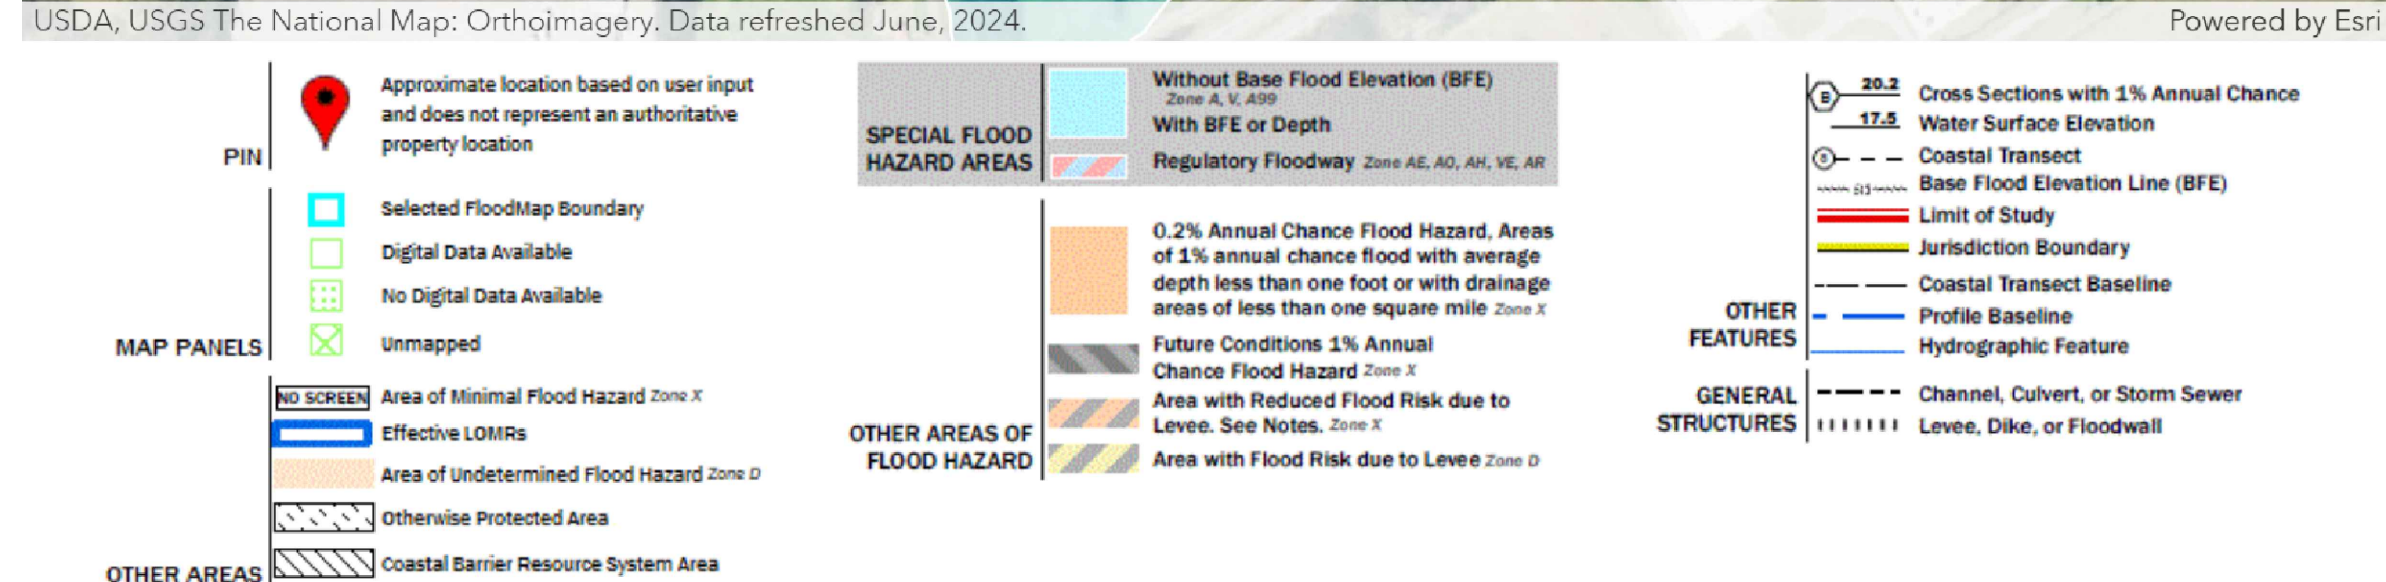 USDA, USGS The National Map: Orthoimagery. Data refreshed June, 2024.
Powered by Esri
PIN
Approximate location based on user input
and does not represent an authoritative
property location
MAP PANELS
Selected FloodMap Boundary
Digital Data Available
No Digital Data Available
Unmapped
OTHER AREAS
NO SCREEN Area of Minimal Flood Hazard Zone X
Effective LOMRs
Area of Undetermined Flood Hazard Zone D
Otherwise Protected Area
Coastal Barrier Resource System Area
SPECIAL FLOOD
HAZARD AREAS
Without Base Flood Elevation (BFE)
Zone A, V, A99
With BFE or Depth
Regulatory Floodway Zone AE, AO, AH, VE, AR
OTHER AREAS OF
FLOOD HAZARD
0.2% Annual Chance Flood Hazard, Areas
of 1% annual chance flood with average
depth less than one foot or with drainage
areas of less than one square mile Zone X
Future Conditions 1% Annual
Chance Flood Hazard Zone X
Area with Reduced Flood Risk due to
Levee. See Notes. Zone X
Area with Flood Risk due to Levee Zone D
OTHER
FEATURES
B 20.2 Cross Sections with 1% Annual Chance
17.5 Water Surface Elevation
Coastal Transect
513 Base Flood Elevation Line (BFE)
Limit of Study
Jurisdiction Boundary
Coastal Transect Baseline
Profile Baseline
Hydrographic Feature
GENERAL
STRUCTURES
Channel, Culvert, or Storm Sewer
Levee, Dike, or Floodwall